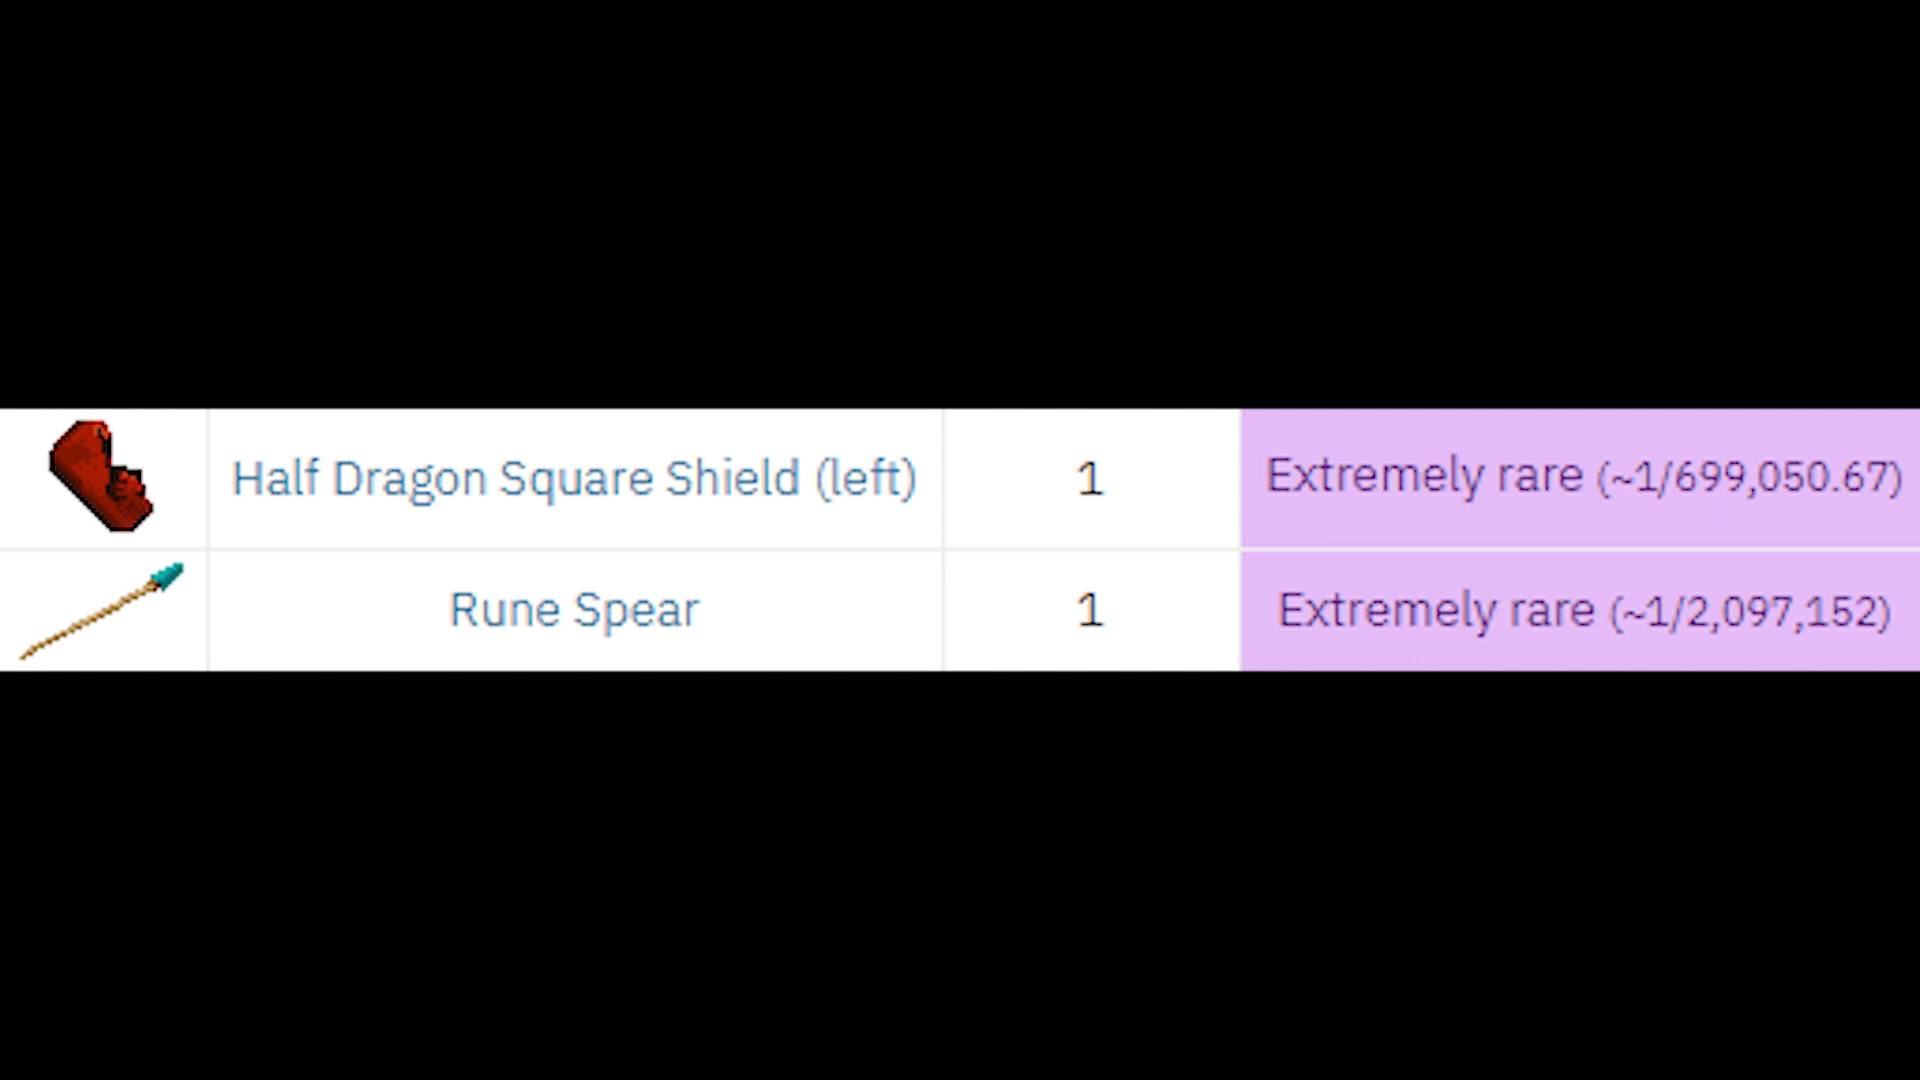 Half Dragon Square Shield (left) 1 Extremely rare (~1/699,050.67)
Rune Spear 1 Extremely rare (~1/2,097,152)